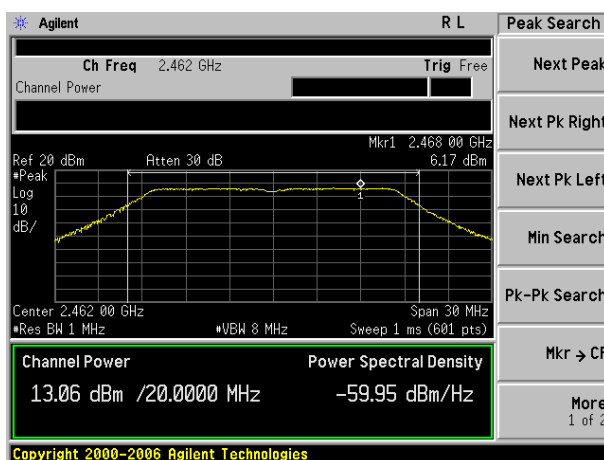 Agilent R L Peak Search
Ch Freq 2.462 GHz Trig Free
Channel Power
Next Peak
Next Pk Right
Mkr1 2.468 00 GHz
Ref 20 dBm Atten 30 dB 6.17 dBm
#Peak
Log
10
dB/
1
Next Pk Left
Min Search
Pk-Pk Search
Center 2.462 00 GHz Span 30 MHz
#Res BW 1 MHz #VBW 8 MHz Sweep 1 ms (601 pts)
Channel Power Power Spectral Density
13.06 dBm /20.0000 MHz -59.95 dBm/Hz
Mkr → CF
More
1 of 2
Copyright 2000-2006 Agilent Technologies